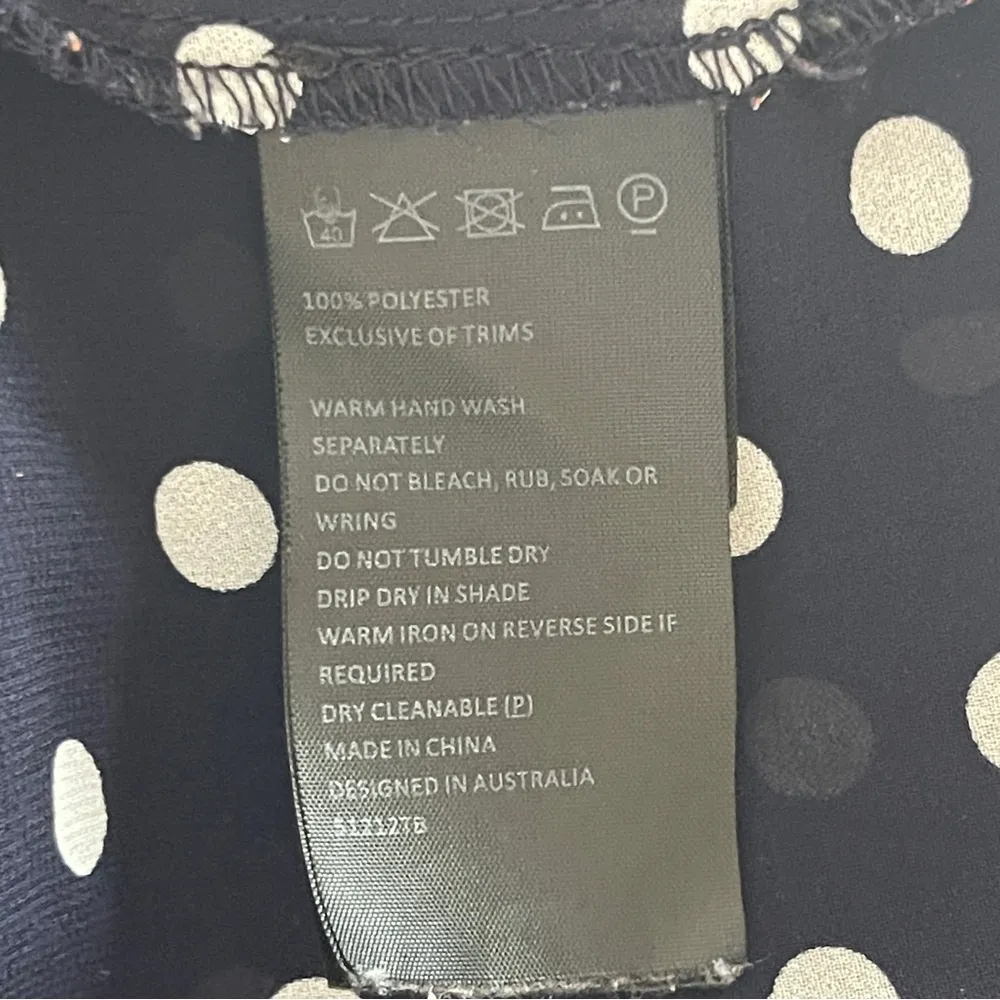 40 P
100% POLYESTER
EXCLUSIVE OF TRIMS
WARM HAND WASH
SEPARATELY
DO NOT BLEACH, RUB, SOAK OR
WRING
DO NOT TUMBLE DRY
DRIP DRY IN SHADE
WARM IRON ON REVERSE SIDE IF
REQUIRED
DRY CLEANABLE (P)
MADE IN CHINA
DESIGNED IN AUSTRALIA